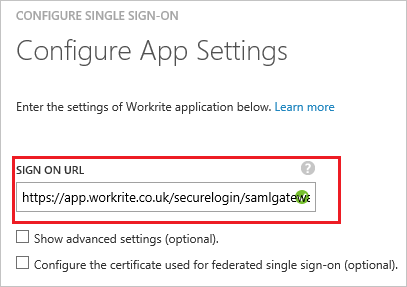 CONFIGURE SINGLE SIGN-ON
Configure App Settings
Enter the settings of Workrite application below. Learn more
SIGN ON URL
?
https://app.workrite.co.uk/securelogin/samlgatewa
Show advanced settings (optional).
Configure the certificate used for federated single sign-on (optional).